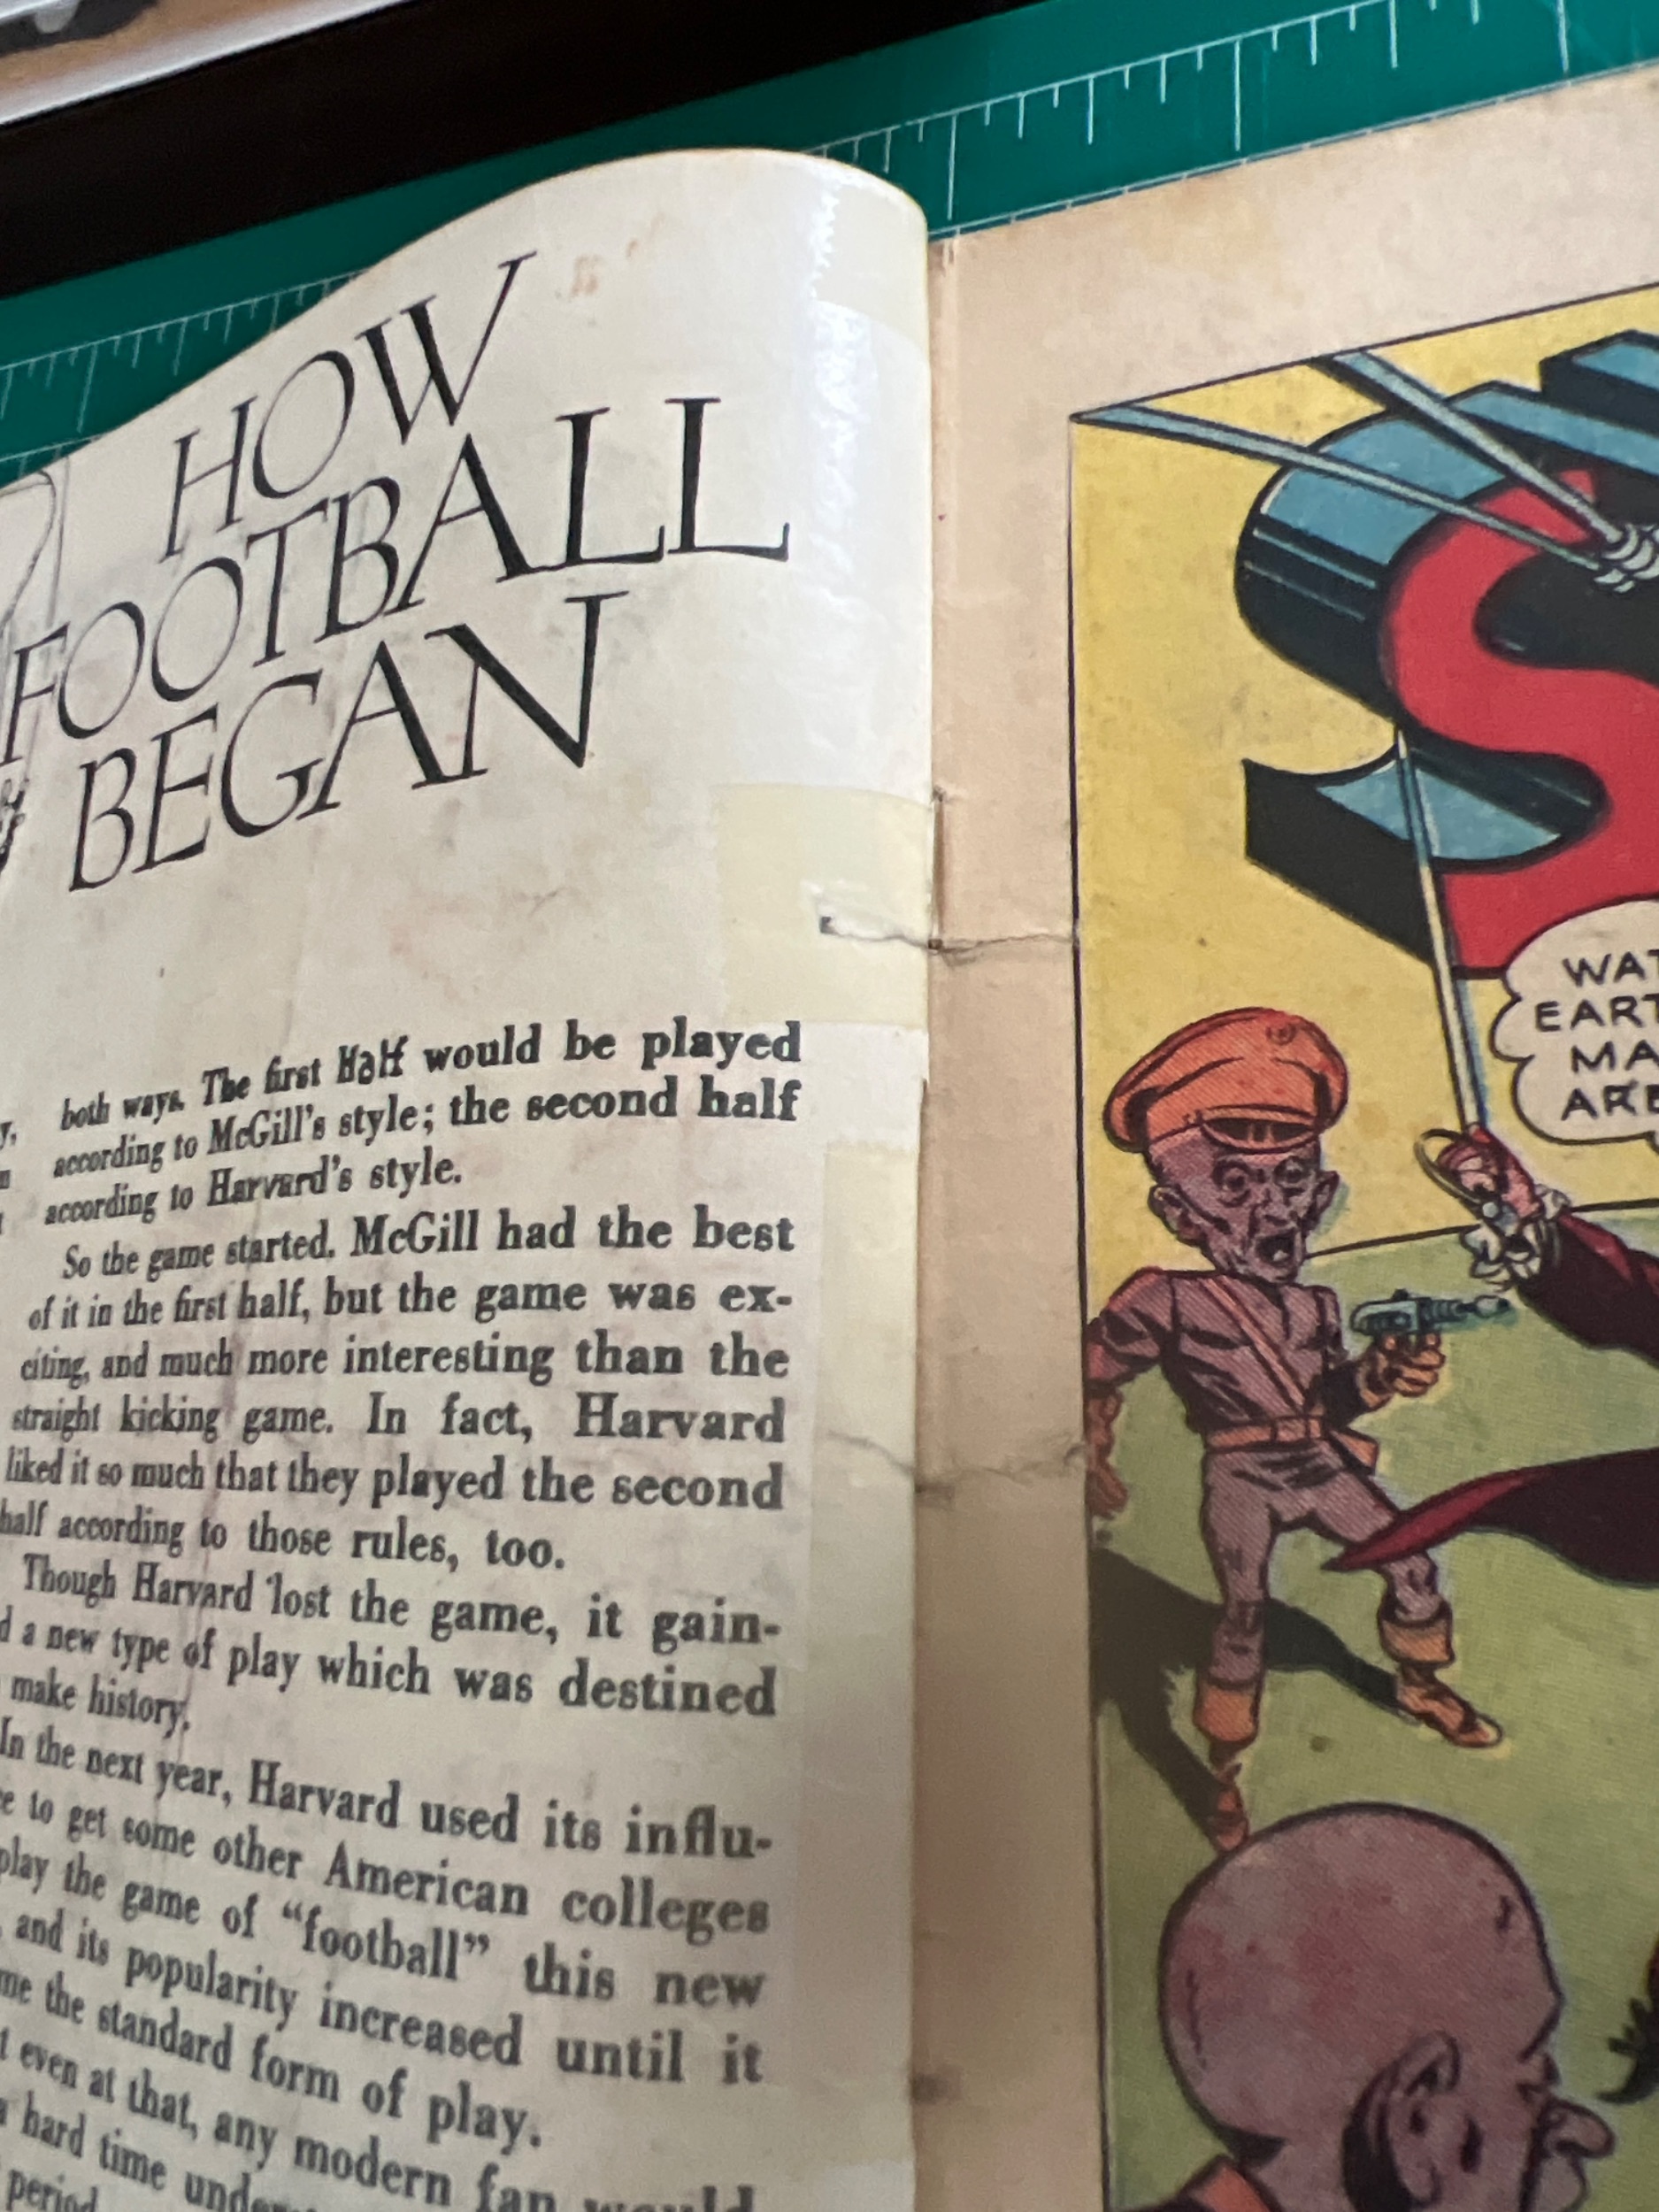 HOW
FOOTBALL
BEGAN
both ways. The first Half would be played
according to McGill's style; the second half
according to Harvard's style.
So the game started. McGill had the best
of it in the first half, but the game was ex-
citing, and much more interesting than the
straight kicking game. In fact, Harvard
liked it so much that they played the second
half according to those rules, too.
Though Harvard lost the game, it gain-
d a new type of play which was destined
make history.
In the next year, Harvard used its influ-
e to get some other American colleges
play the game of “football” this new
, and its popularity increased until it
me the standard form of play.
t even at that, any modern fan would
hard time under
period
S
WAT
EART
MA
ARE